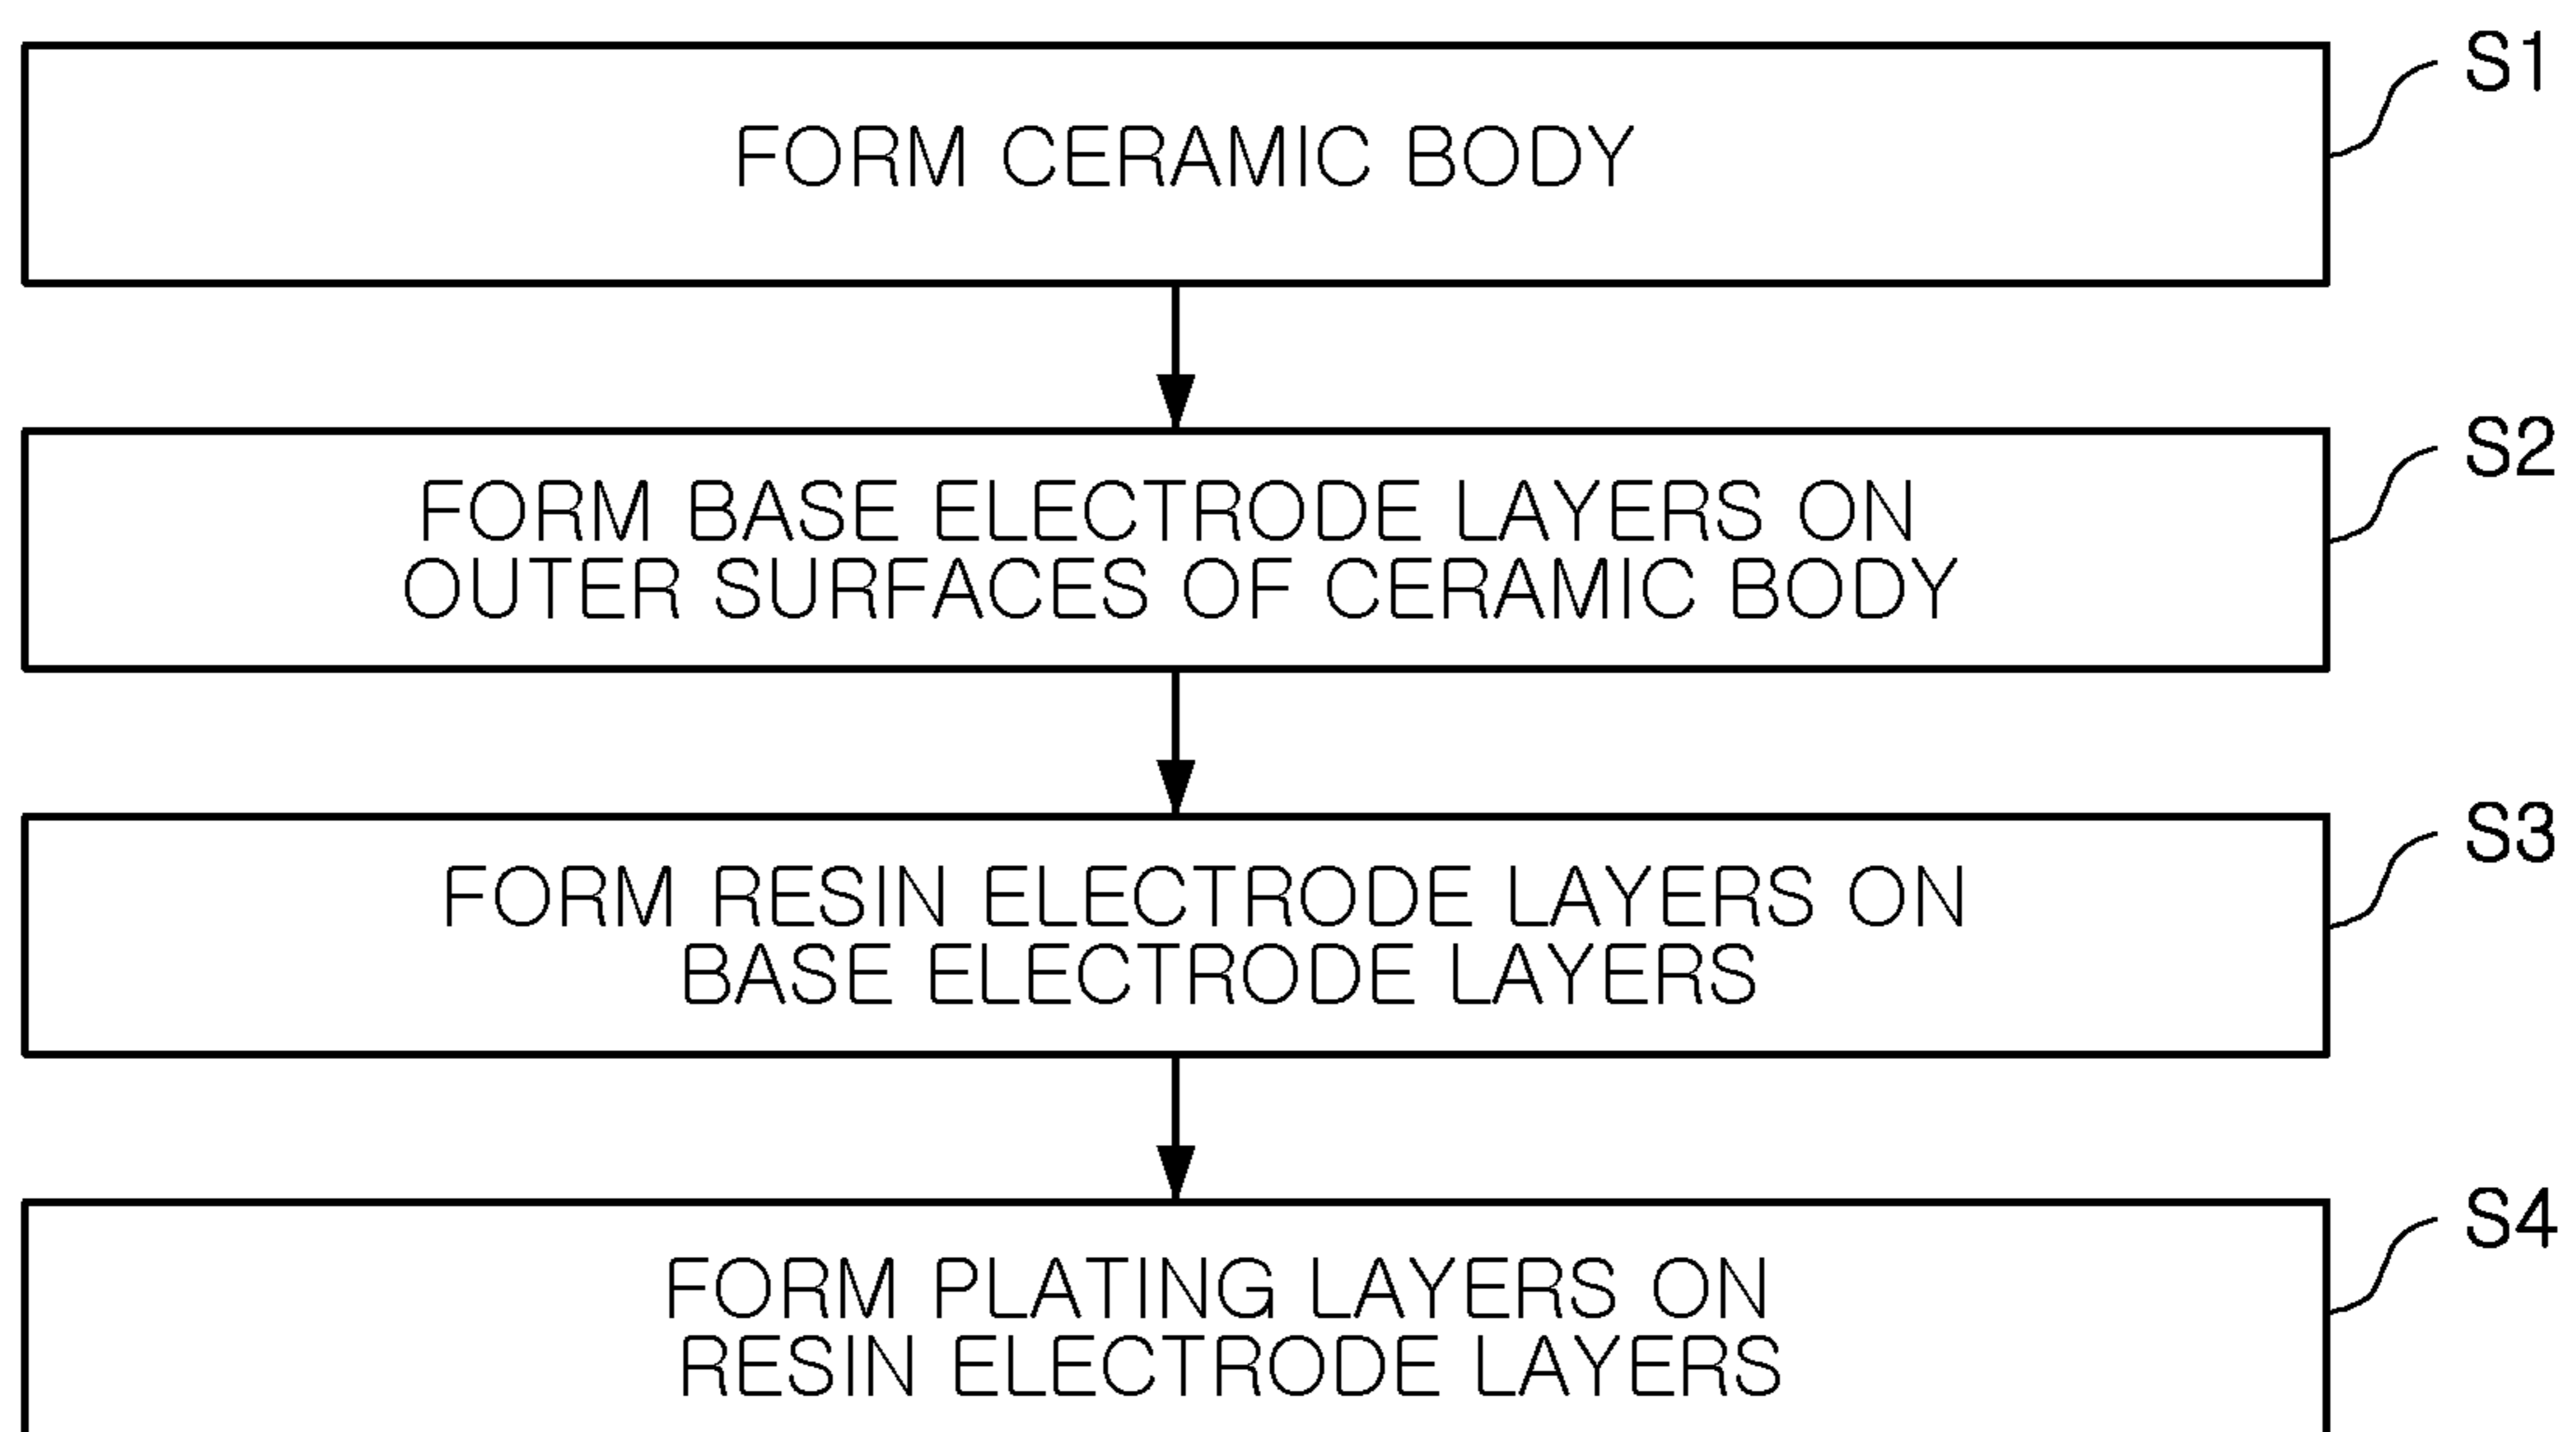 S1
FORM CERAMIC BODY
S2
FORM BASE ELECTRODE LAYERS ON
OUTER SURFACES OF CERAMIC BODY
S3
FORM RESIN ELECTRODE LAYERS ON
BASE ELECTRODE LAYERS
S4
FORM PLATING LAYERS ON
RESIN ELECTRODE LAYERS